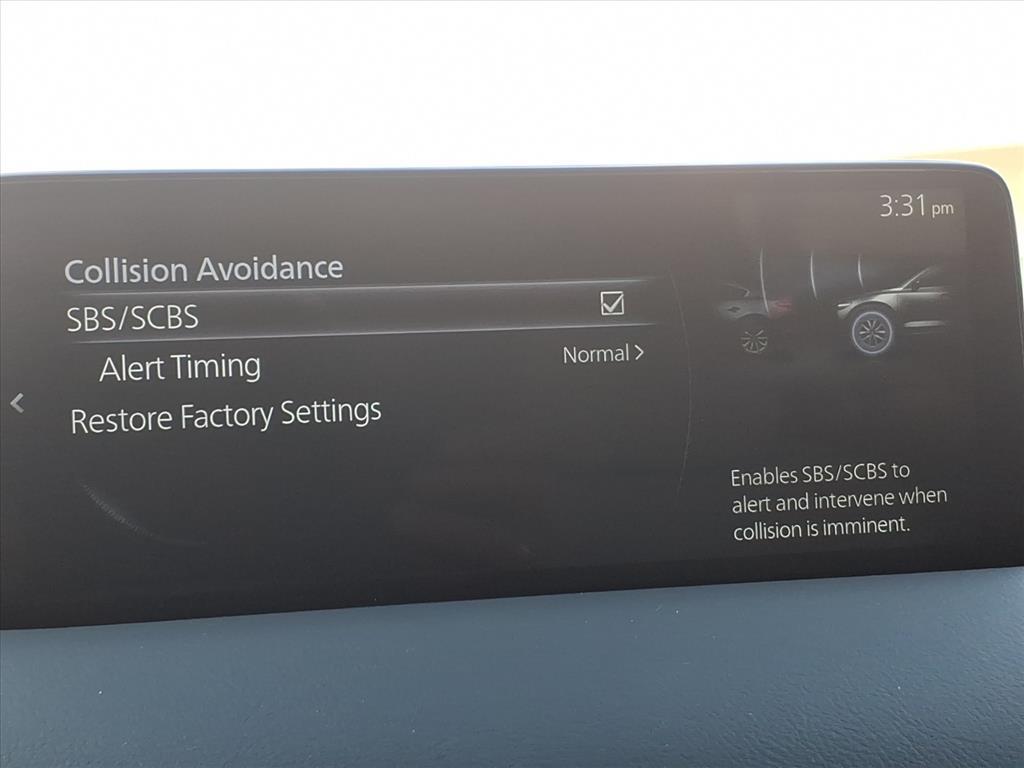 3:31 pm
Collision Avoidance
SBS/SCBS
Alert Timing
Normal
Restore Factory Settings
Enables SBS/SCBS to
alert and intervene when
collision is imminent.